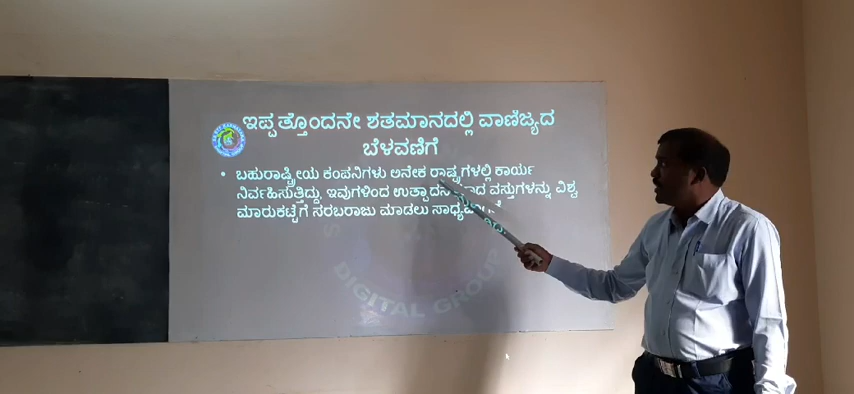 ಇಪ್ಪತ್ತೊಂದನೇ ಶತಮಾನದಲ್ಲಿ ವಾಣಿಜ್ಯದ
ಬೆಳವಣಿಗೆ
• ಬಹುರಾಷ್ಟ್ರೀಯ ಕಂಪನಿಗಳು ಅನೇಕ ರಾಷ್ಟ್ರಗಳಲ್ಲಿ ಕಾರ್ಯ
ನಿರ್ವಹಿಸುತ್ತಿದ್ದು, ಇವುಗಳಿಂದ ವಸ್ತುಗಳನ್ನು ವಿಶ್ವ
ಮಾರುಕಟ್ಟೆಗೆ ಸರಬರಾಜು ಮಾಡಲು
DIGITAL GROUP